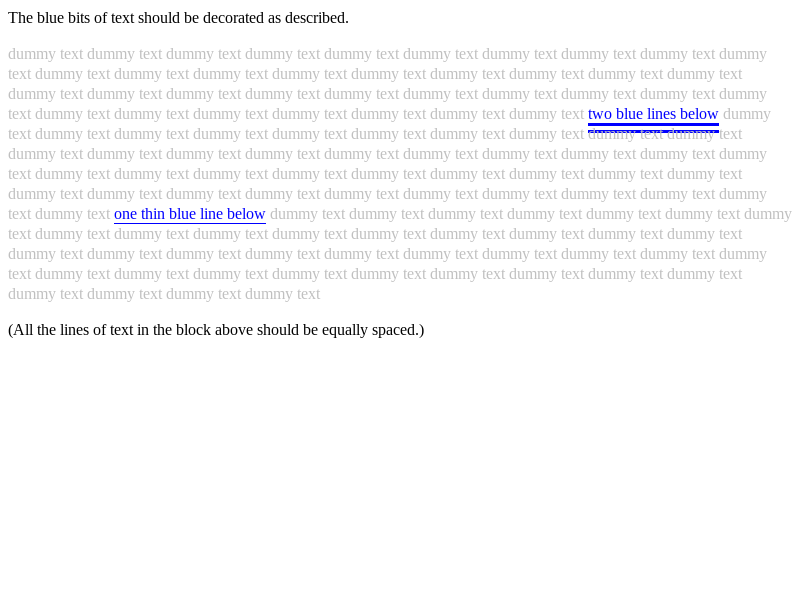 The blue bits of text should be decorated as described.
dummy text dummy text dummy text dummy text dummy text dummy text dummy text dummy text dummy text dummy
text dummy text dummy text dummy text dummy text dummy text dummy text dummy text dummy text dummy text
dummy text dummy text dummy text dummy text dummy text dummy text dummy text dummy text dummy text dummy
text dummy text dummy text dummy text dummy text dummy text dummy text dummy text two blue lines below dummy
text dummy text dummy text dummy text dummy text dummy text dummy text dummy text dummy text dummy text
dummy text dummy text dummy text dummy text dummy text dummy text dummy text dummy text dummy text dummy
text dummy text dummy text dummy text dummy text dummy text dummy text dummy text dummy text dummy text
dummy text dummy text dummy text dummy text dummy text dummy text dummy text dummy text dummy text dummy
text dummy text one thin blue line below dummy text dummy text dummy text dummy text dummy text dummy text dummy
text dummy text dummy text dummy text dummy text dummy text dummy text dummy text dummy text dummy text
dummy text dummy text dummy text dummy text dummy text dummy text dummy text dummy text dummy text dummy
text dummy text dummy text dummy text dummy text dummy text dummy text dummy text dummy text dummy text
dummy text dummy text dummy text dummy text
(All the lines of text in the block above should be equally spaced.)